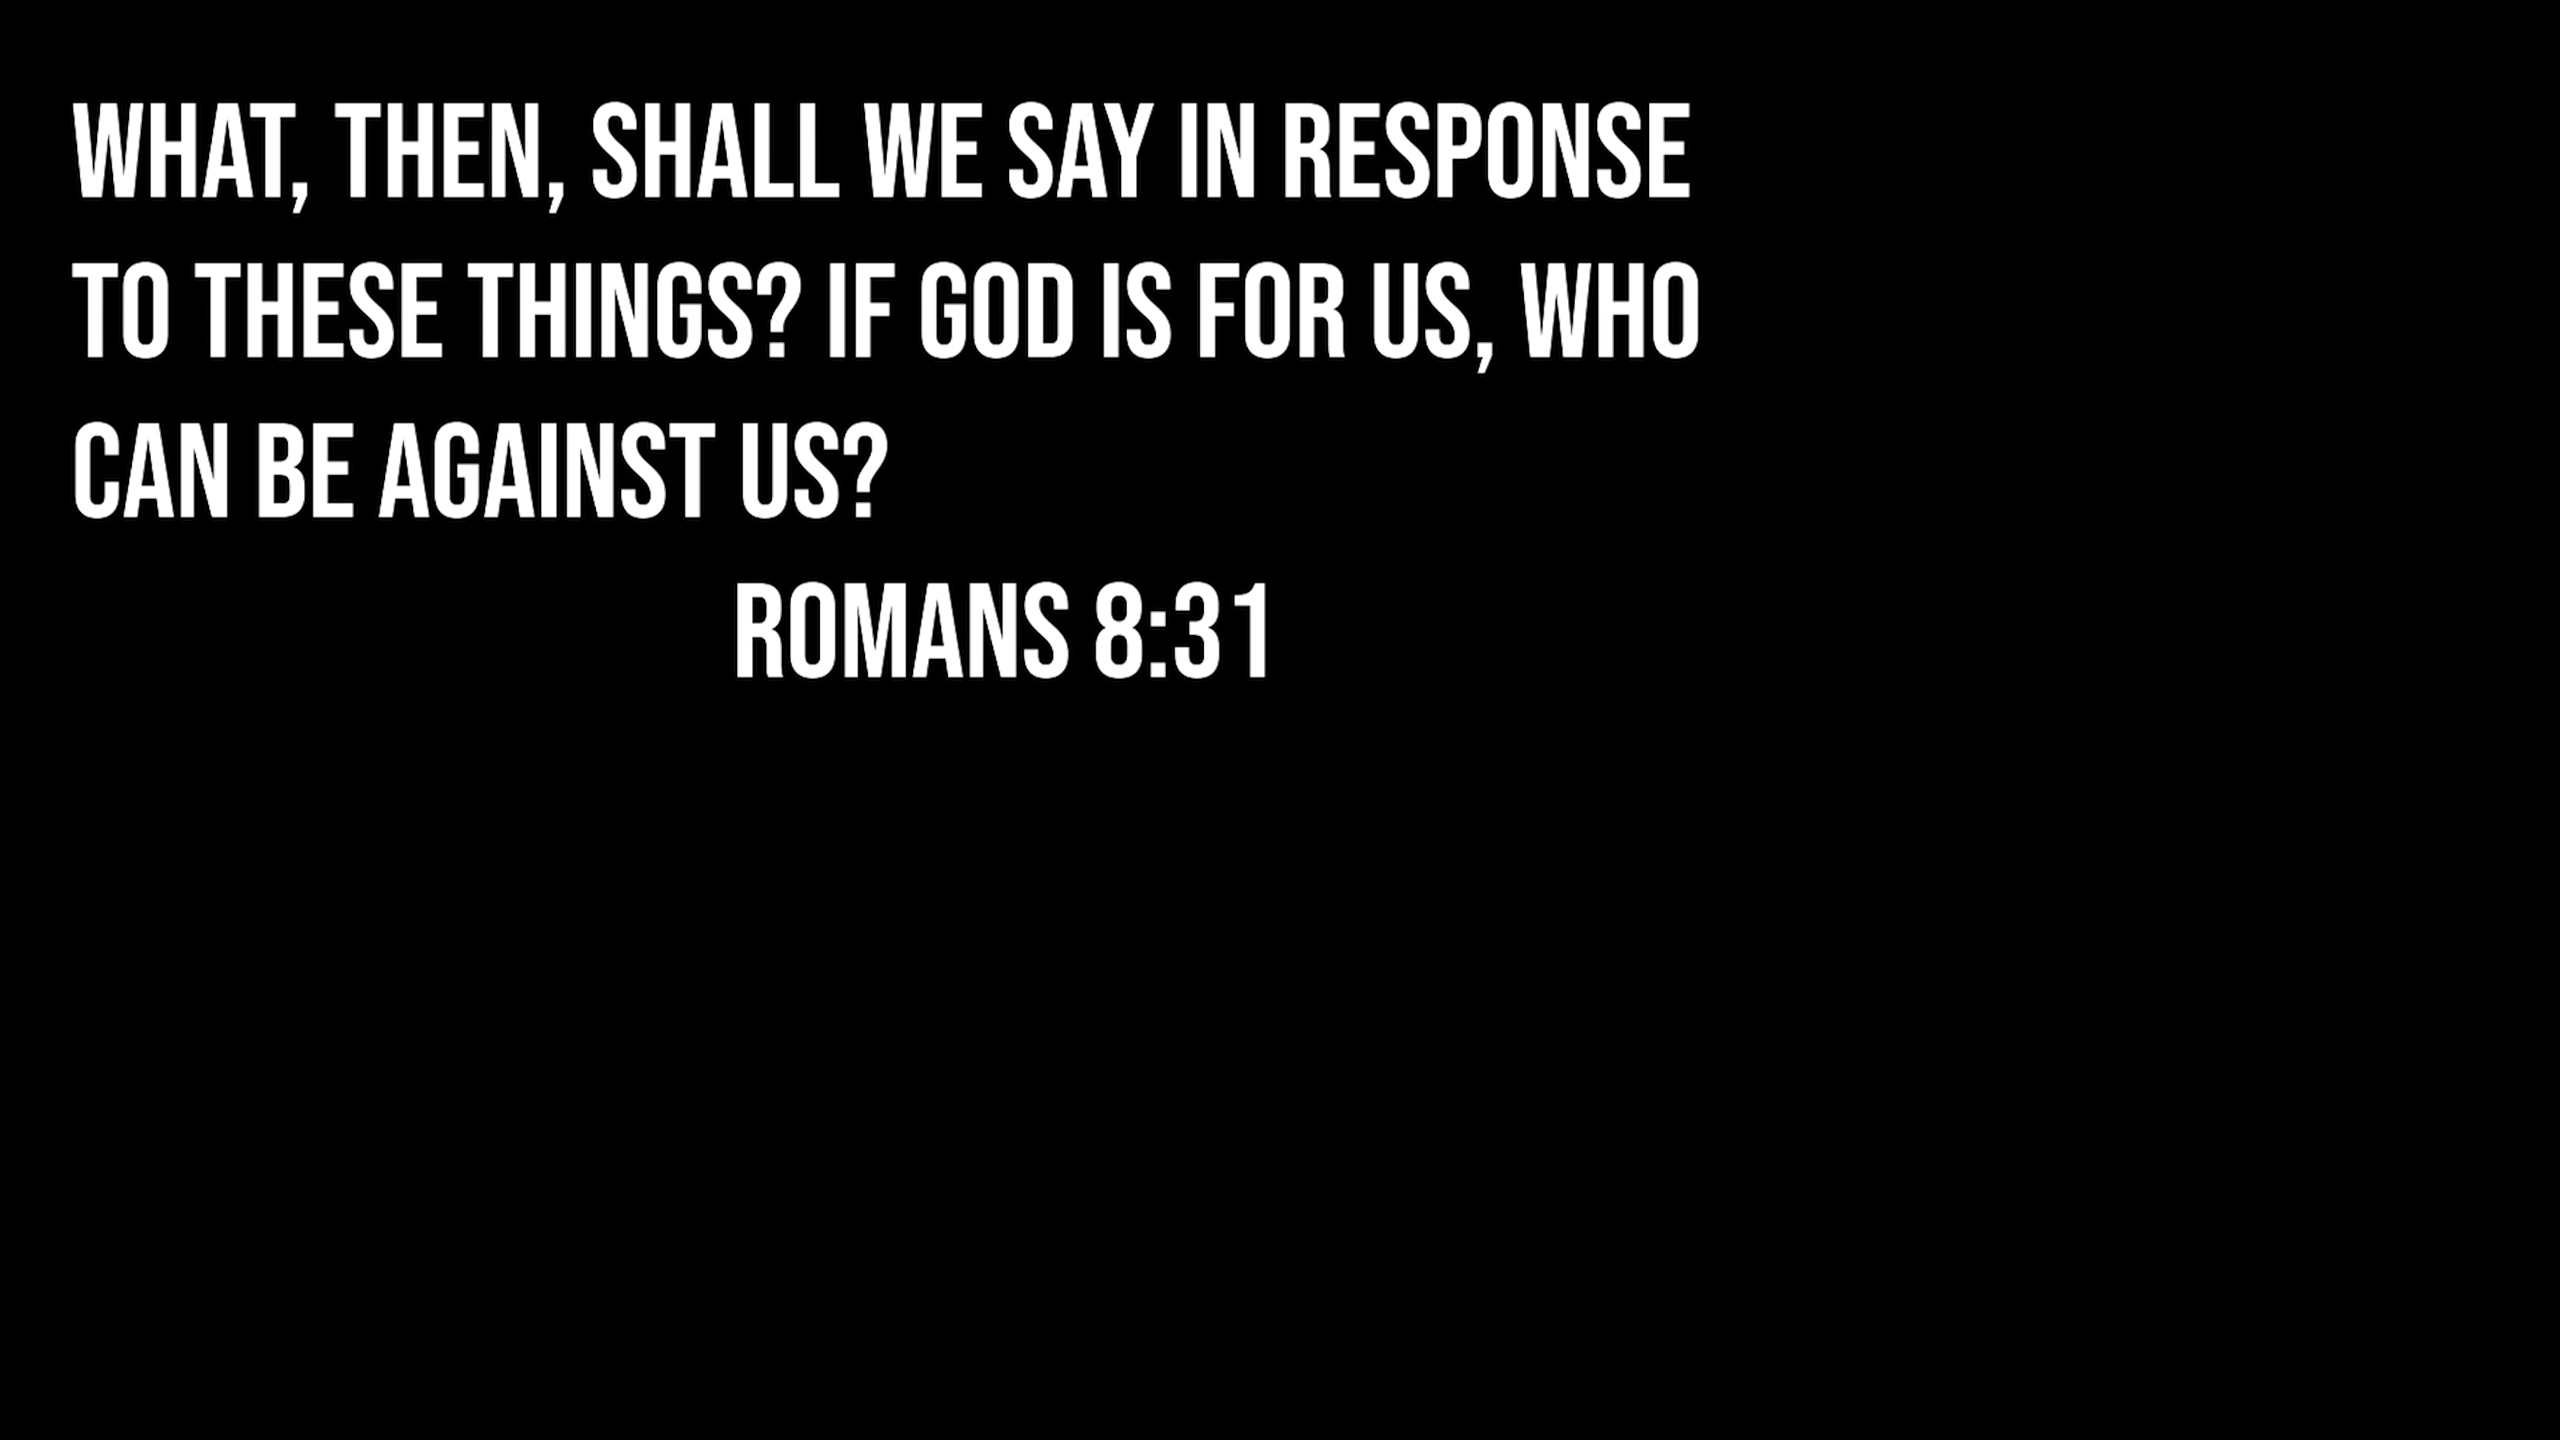 WHAT, THEN, SHALL WE SAY IN RESPONSE
TO THESE THINGS? IF GOD IS FOR US, WHO
CAN BE AGAINST US?
ROMANS 8:31